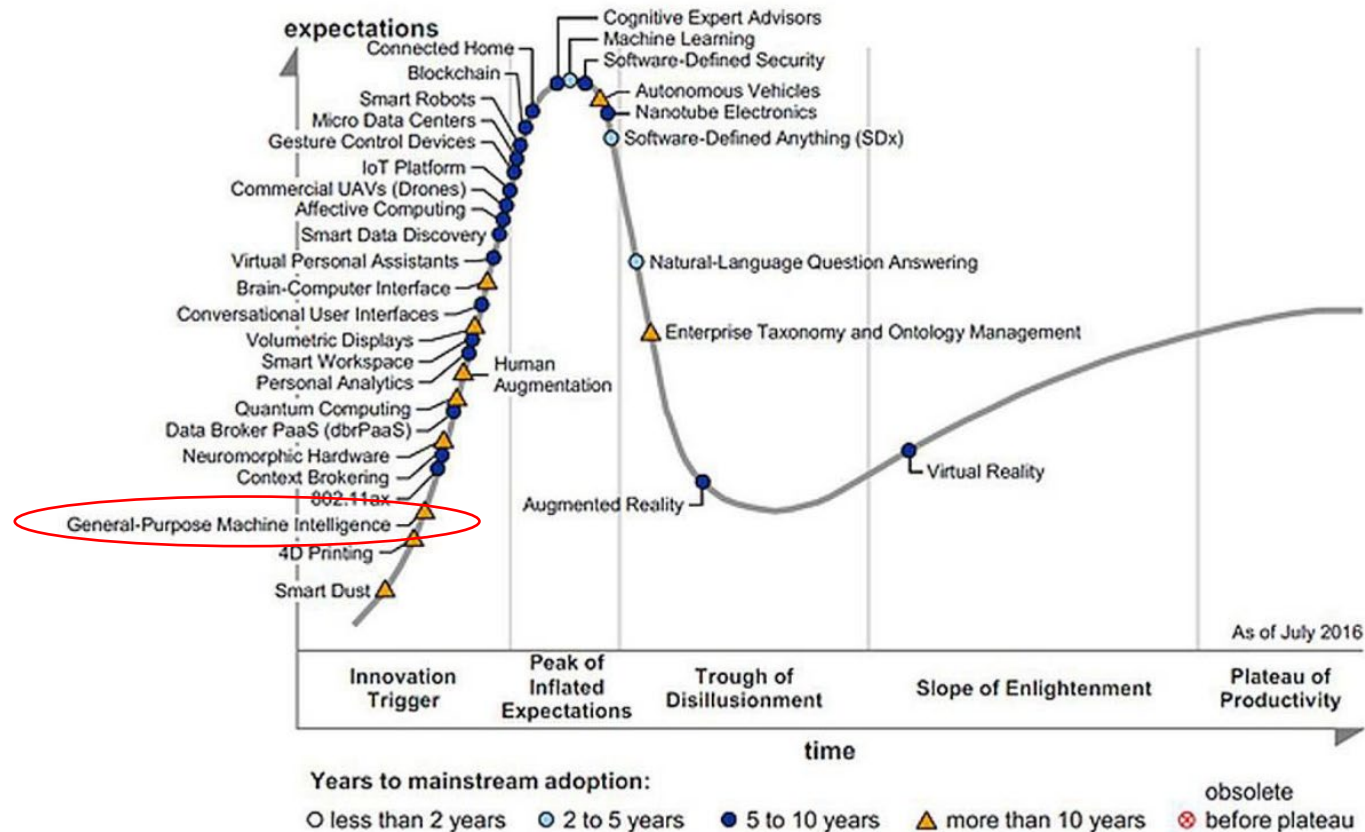 expectations
Connected Home
Blockchain
Smart Robots
Micro Data Centers
Gesture Control Devices
IoT Platform
Commercial UAVs (Drones)
Affective Computing
Smart Data Discovery
Virtual Personal Assistants
Brain-Computer Interface
Conversational User Interfaces
Volumetric Displays
Smart Workspace
Personal Analytics
Quantum Computing
Data Broker PaaS (dbrPaaS)
Neuromorphic Hardware
Context Brokering
802.11ax
General-Purpose Machine Intelligence
4D Printing
Smart Dust
Human
Augmentation
Cognitive Expert Advisors
Machine Learning
Software-Defined Security
Autonomous Vehicles
Nanotube Electronics
Software-Defined Anything (SDx)
Natural-Language Question Answering
Enterprise Taxonomy and Ontology Management
Augmented Reality
Virtual Reality
As of July 2016
Innovation
Trigger
Peak of
Inflated
Expectations
Trough of
Disillusionment
Slope of Enlightenment
Plateau of
Productivity
time
Years to mainstream adoption:
less than 2 years
2 to 5 years
5 to 10 years
more than 10 years
obsolete
before plateau